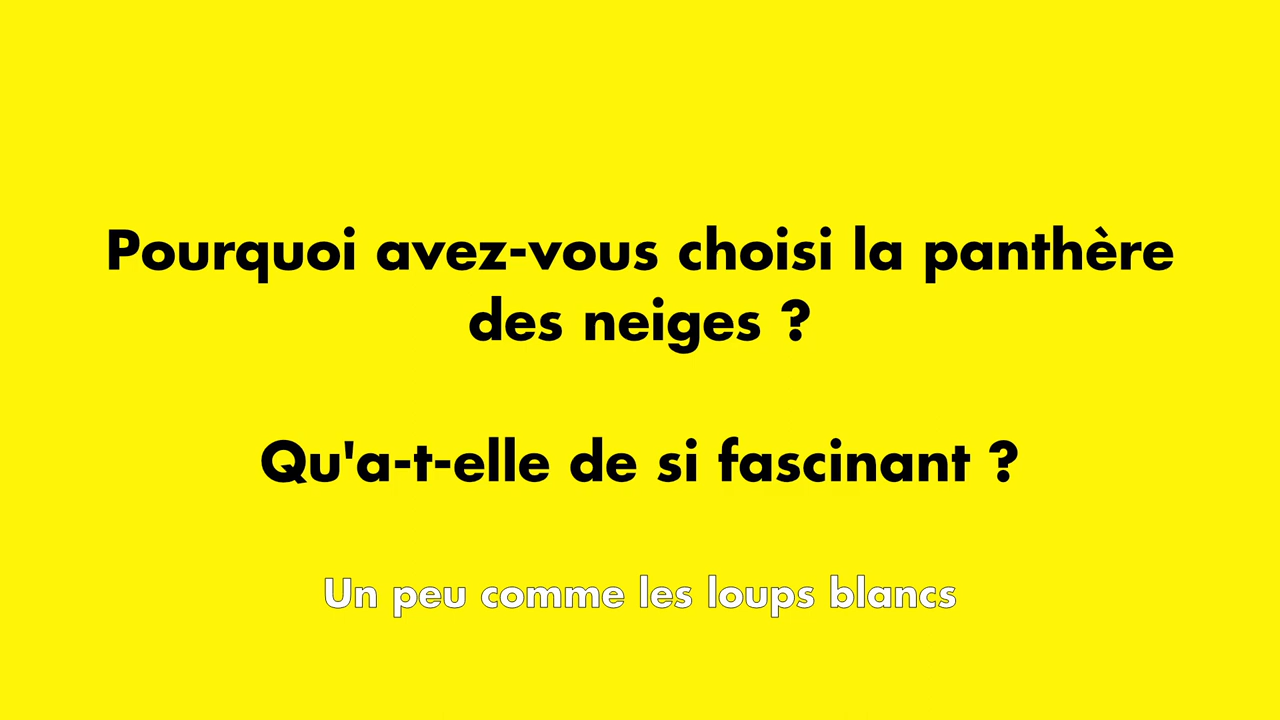 Pourquoi avez-vous choisi la panthère
des neiges ?
Qu'a-t-elle de si fascinant ?
Un peu comme les loups blancs